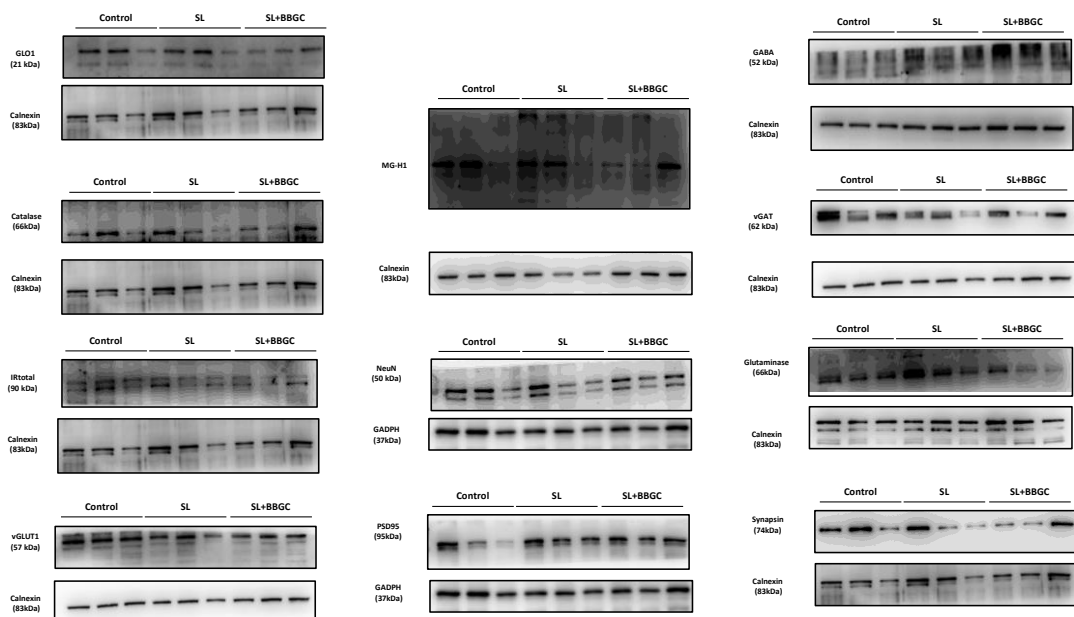 Control SL SL+BBGC
GLO1
(21 kDa)
Calnexin
(83kDa)
Control SL SL+BBGC
Catalase
(66kDa)
Calnexin
(83kDa)
Control SL SL+BBGC
IRtotal
(90 kDa)
Calnexin
(83kDa)
Control SL SL+BBGC
vGLUT1
(57 kDa)
Calnexin
(83kDa)
Control SL SL+BBGC
MG-H1
Calnexin
(83kDa)
Control SL SL+BBGC
NeuN
(50 kDa)
GADPH
(37kDa)
Control SL SL+BBGC
PSD95
(95kDa)
GADPH
(37kDa)
Control SL SL+BBGC
GABA
(52 kDa)
Calnexin
(83kDa)
Control SL SL+BBGC
vGAT
(62 kDa)
Calnexin
(83kDa)
Control SL SL+BBGC
Glutaminase
(66kDa)
Calnexin
(83kDa)
Control SL SL+BBGC
Synapsin
(74kDa)
Calnexin
(83kDa)